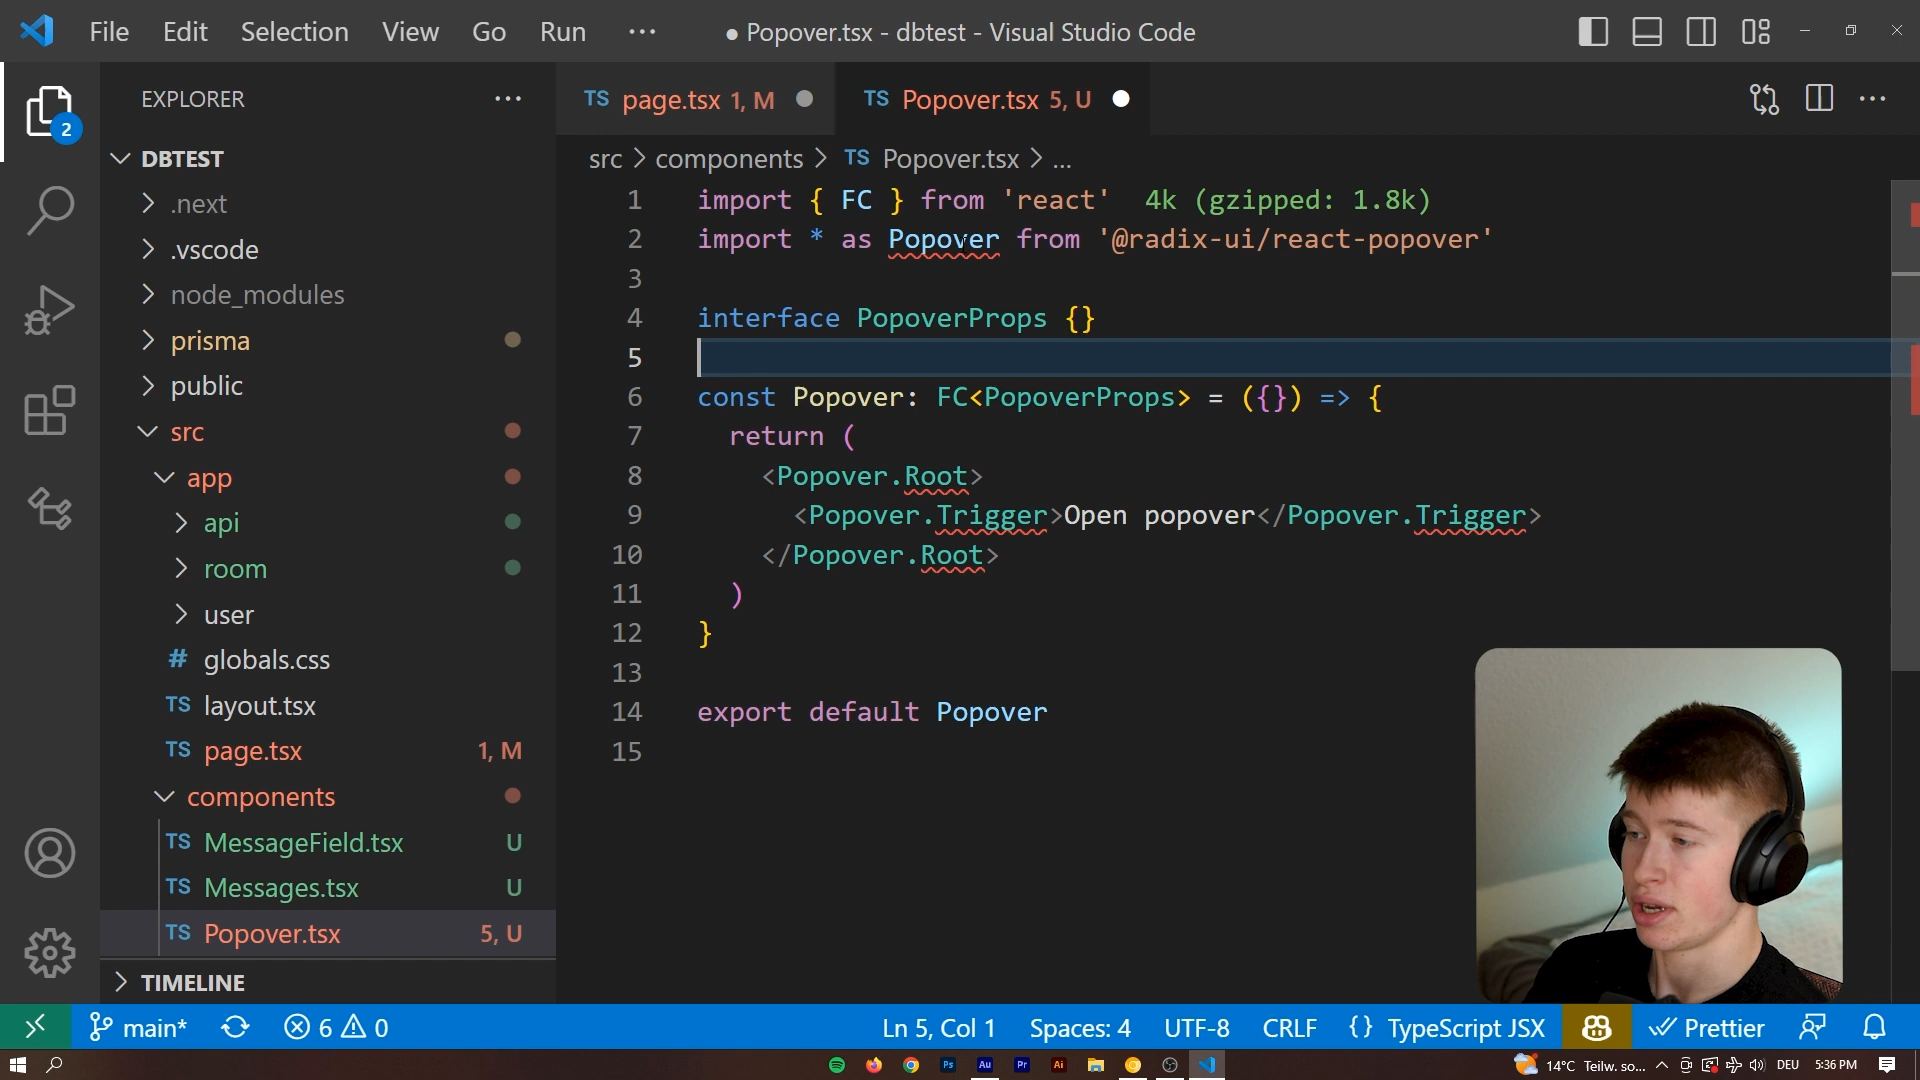 File Edit Selection View Go Run ··· ● Popover.tsx - dbtest - Visual Studio Code
EXPLORER ···
2
DBTEST
.next
.vscode
node_modules
prisma
public
src
app
api
room
user
# globals.css
TS layout.tsx
TS page.tsx 1, M
components
TS MessageField.tsx U
TS Messages.tsx U
TS Popover.tsx 5, U
TIMELINE
TS page.tsx 1, M ● TS Popover.tsx 5, U ●
src > components > TS Popover.tsx > ...
1 import { FC } from 'react' 4k (gzipped: 1.8k)
2 import * as Popover from '@radix-ui/react-popover'
3
4 interface PopoverProps {}
5
6 const Popover: FC<PopoverProps> = ({}) => {
7 return (
8 <Popover.Root>
9 <Popover.Trigger>Open popover</Popover.Trigger>
10 </Popover.Root>
11 )
12 }
13
14 export default Popover
15
main* 6 0 Ln 5, Col 1 Spaces: 4 UTF-8 CRLF {} TypeScript JSX Prettier
Ps Au Pr Ai 14°C Teilw. so... DEU 5:36 PM